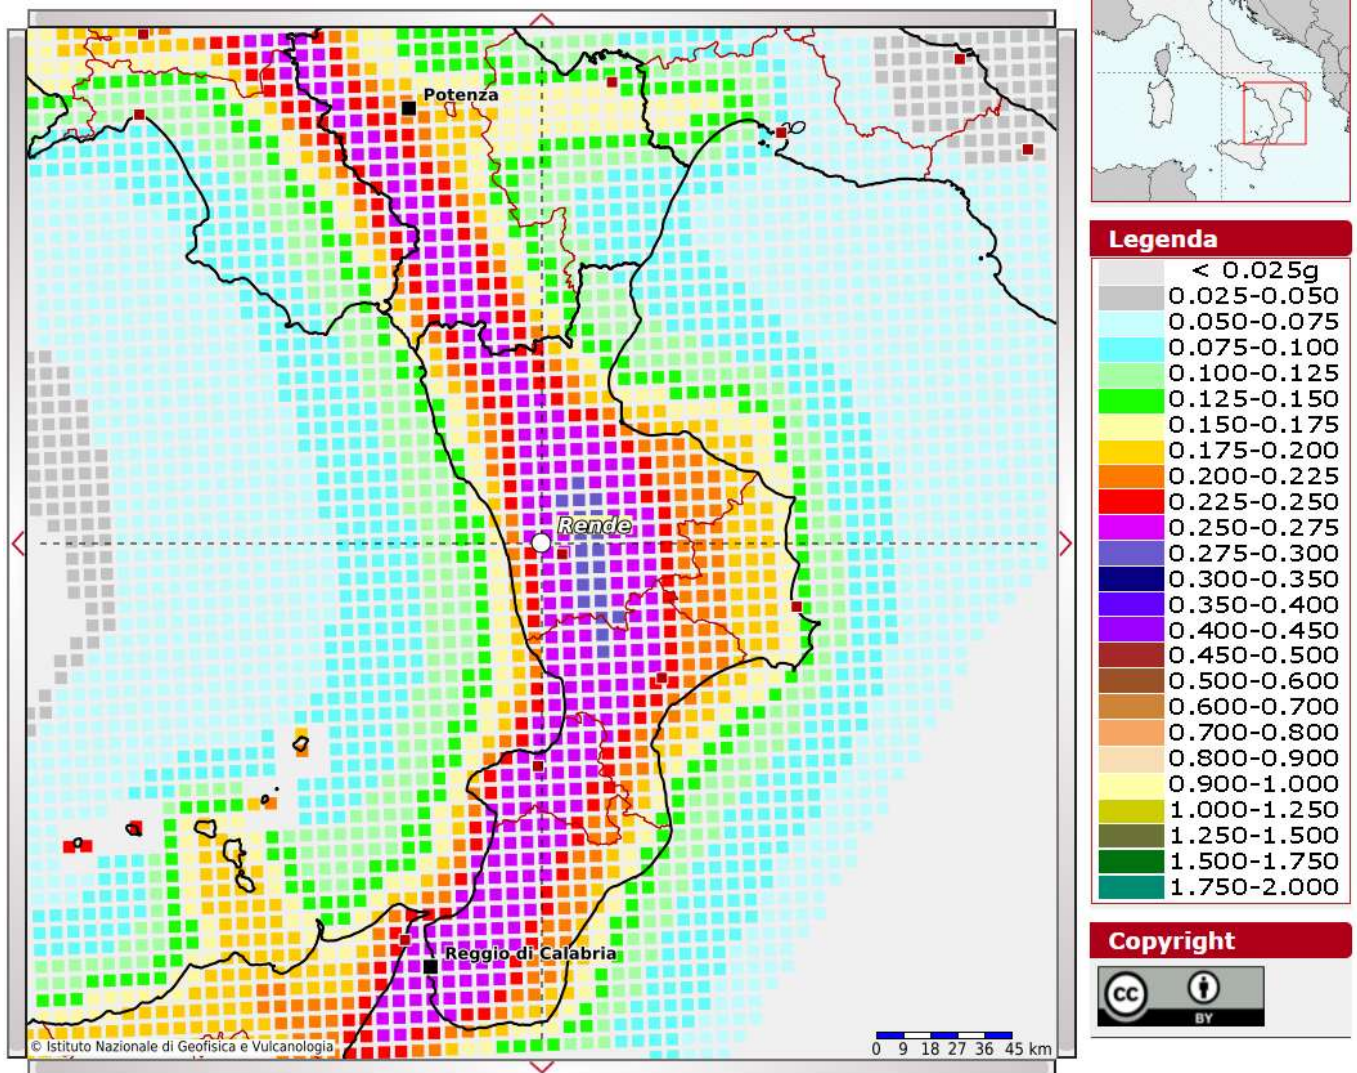 Potenza
Rende
Reggio di Calabria
© Istituto Nazionale di Geofisica e Vulcanologia
0 9 18 27 36 45 km
Legenda
< 0.025g
0.025-0.050
0.050-0.075
0.075-0.100
0.100-0.125
0.125-0.150
0.150-0.175
0.175-0.200
0.200-0.225
0.225-0.250
0.250-0.275
0.275-0.300
0.300-0.350
0.350-0.400
0.400-0.450
0.450-0.500
0.500-0.600
0.600-0.700
0.700-0.800
0.800-0.900
0.900-1.000
1.000-1.250
1.250-1.500
1.500-1.750
1.750-2.000
Copyright
cc
BY